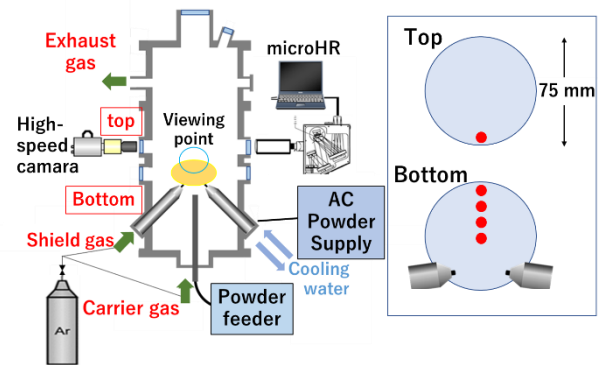 Exhaust
gas
top
High-
speed
camara
Viewing
point
microHR
Bottom
Shield gas
AC
Powder
Supply
Cooling
water
Carrier gas
Powder
feeder
Ar
Top
75 mm
Bottom